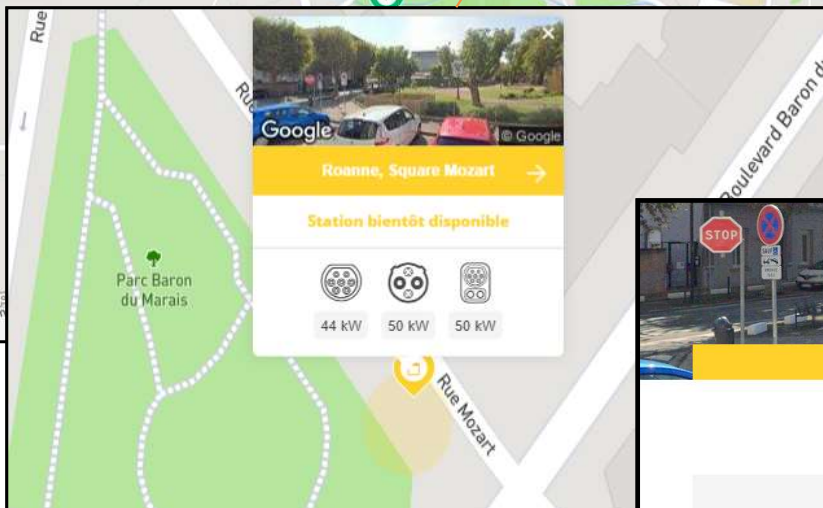 Rue
Rue
Google
© Google
Roanne, Square Mozart
Station bientôt disponible
44 kW
50 kW
50 kW
Parc Baron
du Marais
Rue Mozart
Boulevard Baron du
STOP